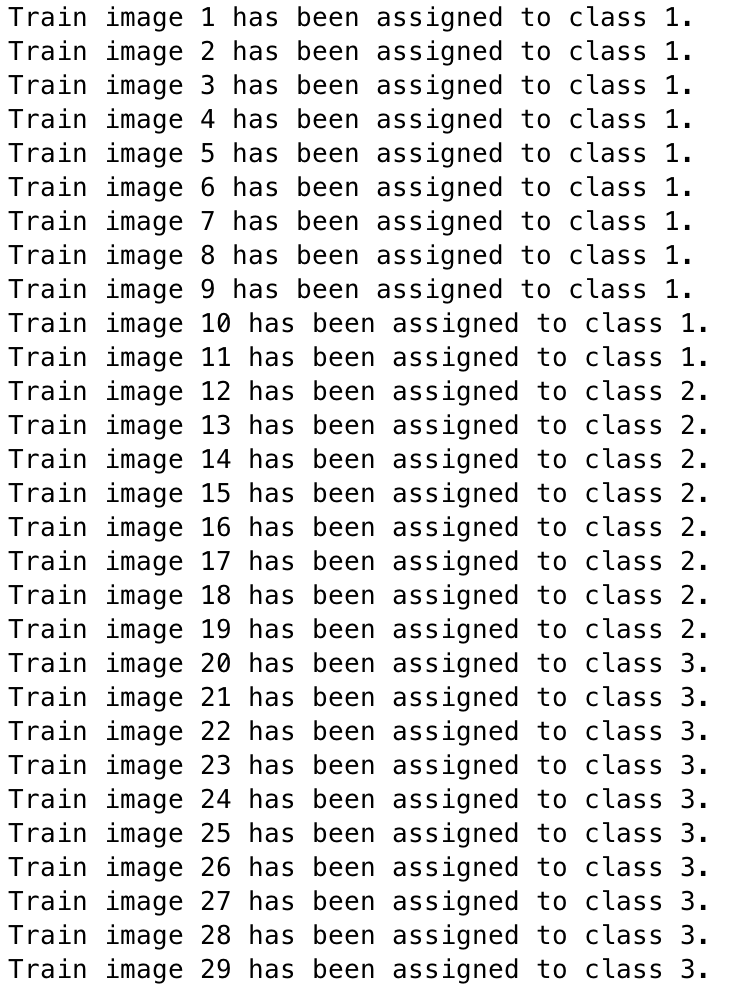 Train image 1 has been assigned to class 1.
Train image 2 has been assigned to class 1.
Train image 3 has been assigned to class 1.
Train image 4 has been assigned to class 1.
Train image 5 has been assigned to class 1.
Train image 6 has been assigned to class 1.
Train image 7 has been assigned to class 1.
Train image 8 has been assigned to class 1.
Train image 9 has been assigned to class 1.
Train image 10 has been assigned to class 1.
Train image 11 has been assigned to class 1.
Train image 12 has been assigned to class 2.
Train image 13 has been assigned to class 2.
Train image 14 has been assigned to class 2.
Train image 15 has been assigned to class 2.
Train image 16 has been assigned to class 2.
Train image 17 has been assigned to class 2.
Train image 18 has been assigned to class 2.
Train image 19 has been assigned to class 2.
Train image 20 has been assigned to class 3.
Train image 21 has been assigned to class 3.
Train image 22 has been assigned to class 3.
Train image 23 has been assigned to class 3.
Train image 24 has been assigned to class 3.
Train image 25 has been assigned to class 3.
Train image 26 has been assigned to class 3.
Train image 27 has been assigned to class 3.
Train image 28 has been assigned to class 3.
Train image 29 has been assigned to class 3.